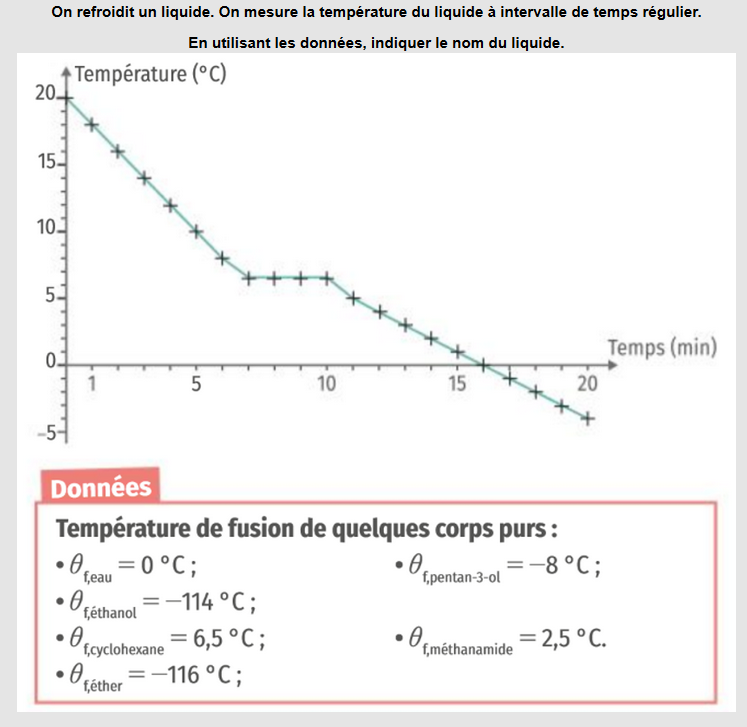 On refroidit un liquide. On mesure la température du liquide à intervalle de temps régulier.
En utilisant les données, indiquer le nom du liquide.
Température (°C)
20
15
10
5
0
-5
Temps (min)
1 5 10 15 20
Données
Température de fusion de quelques corps purs :
• θf,eau = 0 °C ;
• θf,pentan-3-ol = −8 °C ;
• θf,éthanol = −114 °C ;
• θf,cyclohexane = 6,5 °C ;
• θf,méthanamide = 2,5 °C.
• θf,éther = −116 °C ;